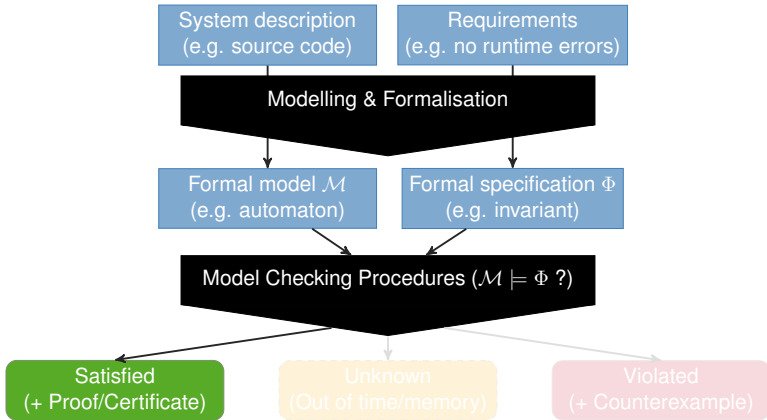 System description
(e.g. source code)
Requirements
(e.g. no runtime errors)
Modelling & Formalisation
Formal model ℳ
(e.g. automaton)
Formal specification Φ
(e.g. invariant)
Model Checking Procedures (ℳ ⊨ Φ ?)
Satisfied
(+ Proof/Certificate)
Unknown
(Out of time/memory)
Violated
(+ Counterexample)